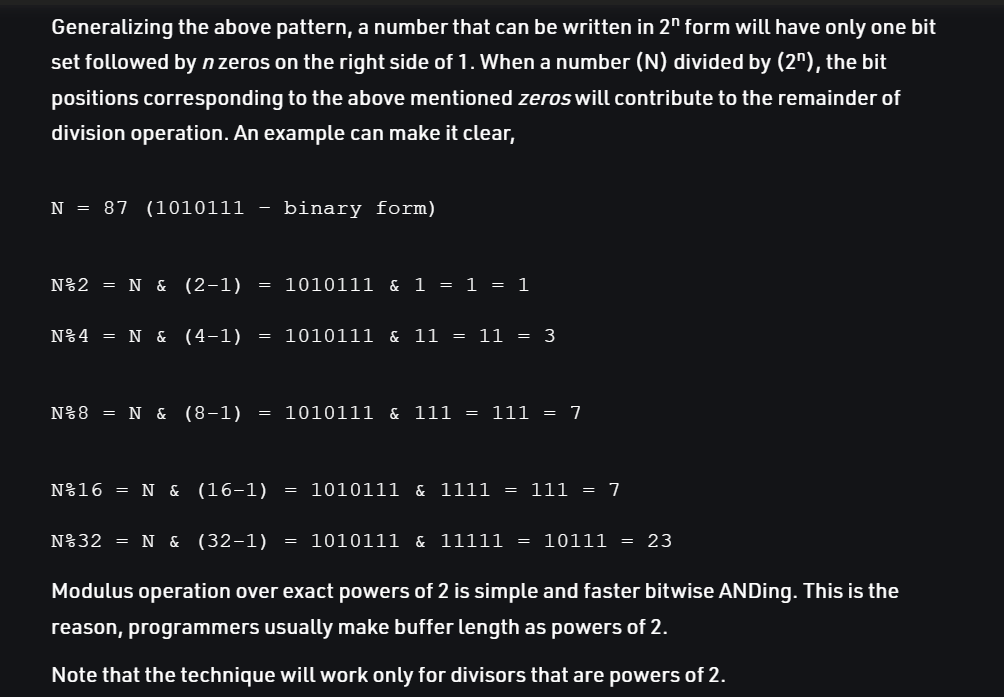 Generalizing the above pattern, a number that can be written in 2ⁿ form will have only one bit
set followed by n zeros on the right side of 1. When a number (N) divided by (2ⁿ), the bit
positions corresponding to the above mentioned zeros will contribute to the remainder of
division operation. An example can make it clear,
N = 87 (1010111 – binary form)
N%2 = N & (2-1) = 1010111 & 1 = 1 = 1
N%4 = N & (4-1) = 1010111 & 11 = 11 = 3
N%8 = N & (8-1) = 1010111 & 111 = 111 = 7
N%16 = N & (16-1) = 1010111 & 1111 = 111 = 7
N%32 = N & (32-1) = 1010111 & 11111 = 10111 = 23
Modulus operation over exact powers of 2 is simple and faster bitwise ANDing. This is the
reason, programmers usually make buffer length as powers of 2.
Note that the technique will work only for divisors that are powers of 2.